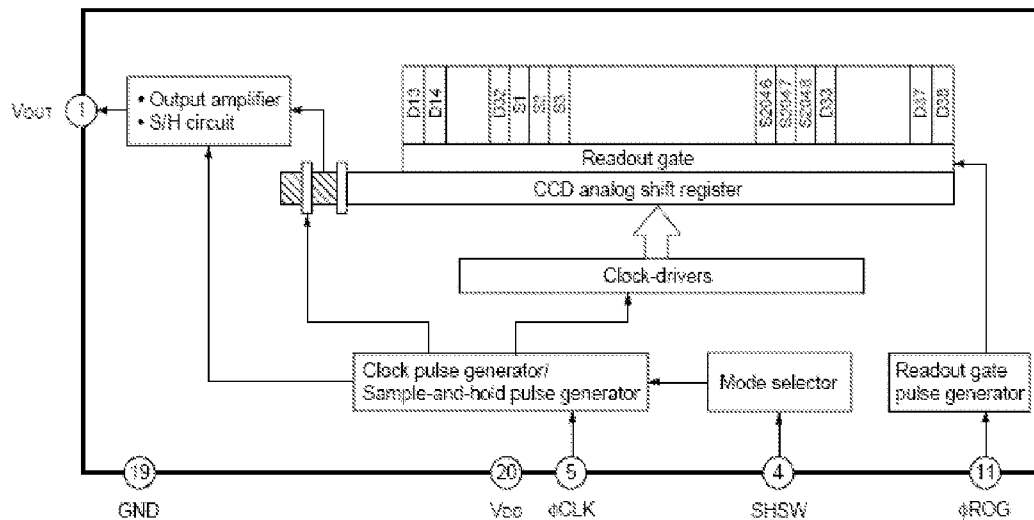 VOUT
1
• Output amplifier
• S/H circuit
D13
D14
D32
S1
S2
S3
S2046
S2047
S2048
D33
D37
D38
Readout gate
CCD analog shift register
Clock-drivers
Clock pulse generator/
Sample-and-hold pulse generator
Mode selector
Readout gate
pulse generator
19
20
5
4
11
GND
VDD
ϕCLK
SHSW
ϕROG